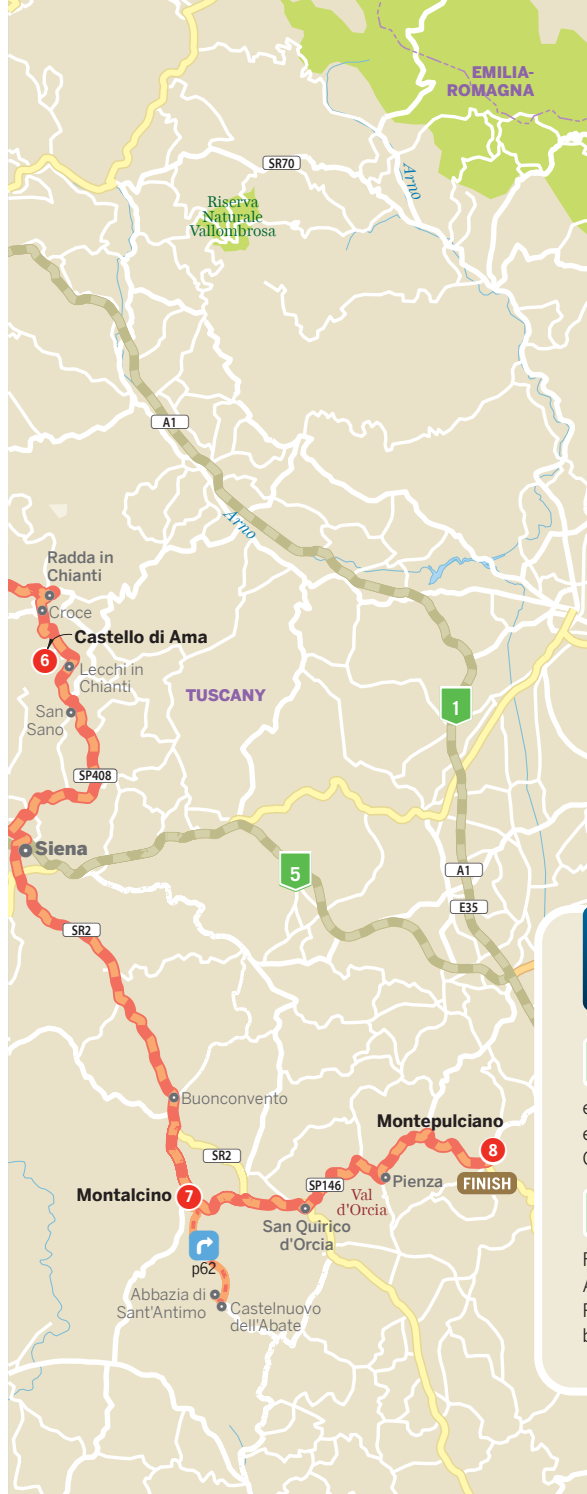 EMILIA-
ROMAGNA
SR70
Arno
Riserva
Naturale
Vallombrosa
A1
Arno
Radda in
Chianti
Croce
Castello di Ama
6
Lecchi in
Chianti
TUSCANY
San
Sano
1
SP408
Siena
5
A1
E35
SR2
Buonconvento
Montepulciano
8
SR2
SP146
Pienza
FINISH
Montalcino
7
Val
d'Orcia
San Quirico
d'Orcia
p62
Abbazia di
Sant'Antimo
Castelnuovo
dell'Abate